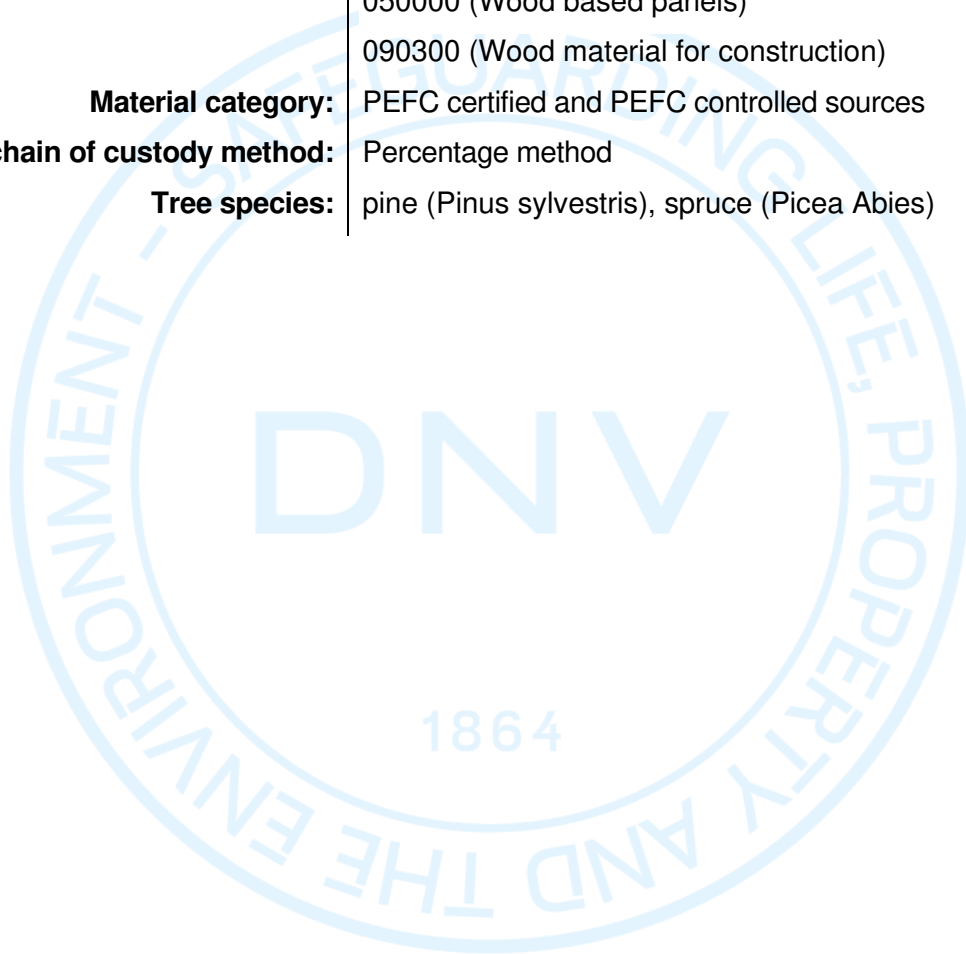 050000 (Wood based panels)
090300 (Wood material for construction)
Material category: PEFC certified and PEFC controlled sources
chain of custody method: Percentage method
Tree species: pine (Pinus sylvestris), spruce (Picea Abies)
SAFEGUARDING LIFE, PROPERTY AND THE ENVIRONMENT -
DNV
1864